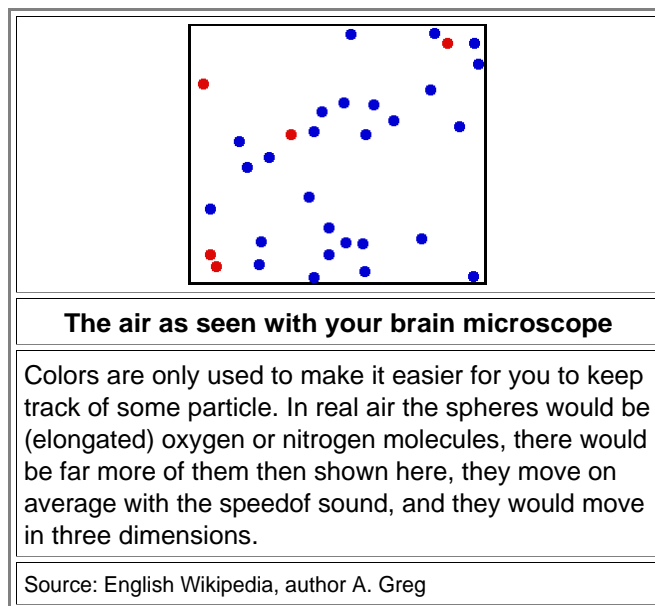 The air as seen with your brain microscope
Colors are only used to make it easier for you to keep
track of some particle. In real air the spheres would be
(elongated) oxygen or nitrogen molecules, there would
be far more of them then shown here, they move on
average with the speedof sound, and they would move
in three dimensions.
Source: English Wikipedia, author A. Greg